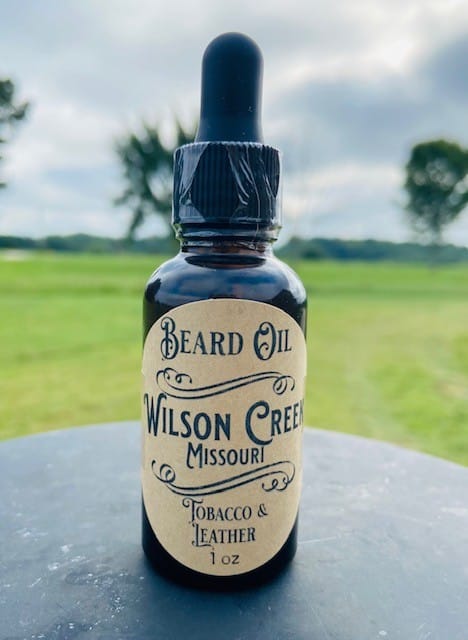 Beard Oil
Wilson Creek
Missouri
Tobacco &
Leather
1 oz